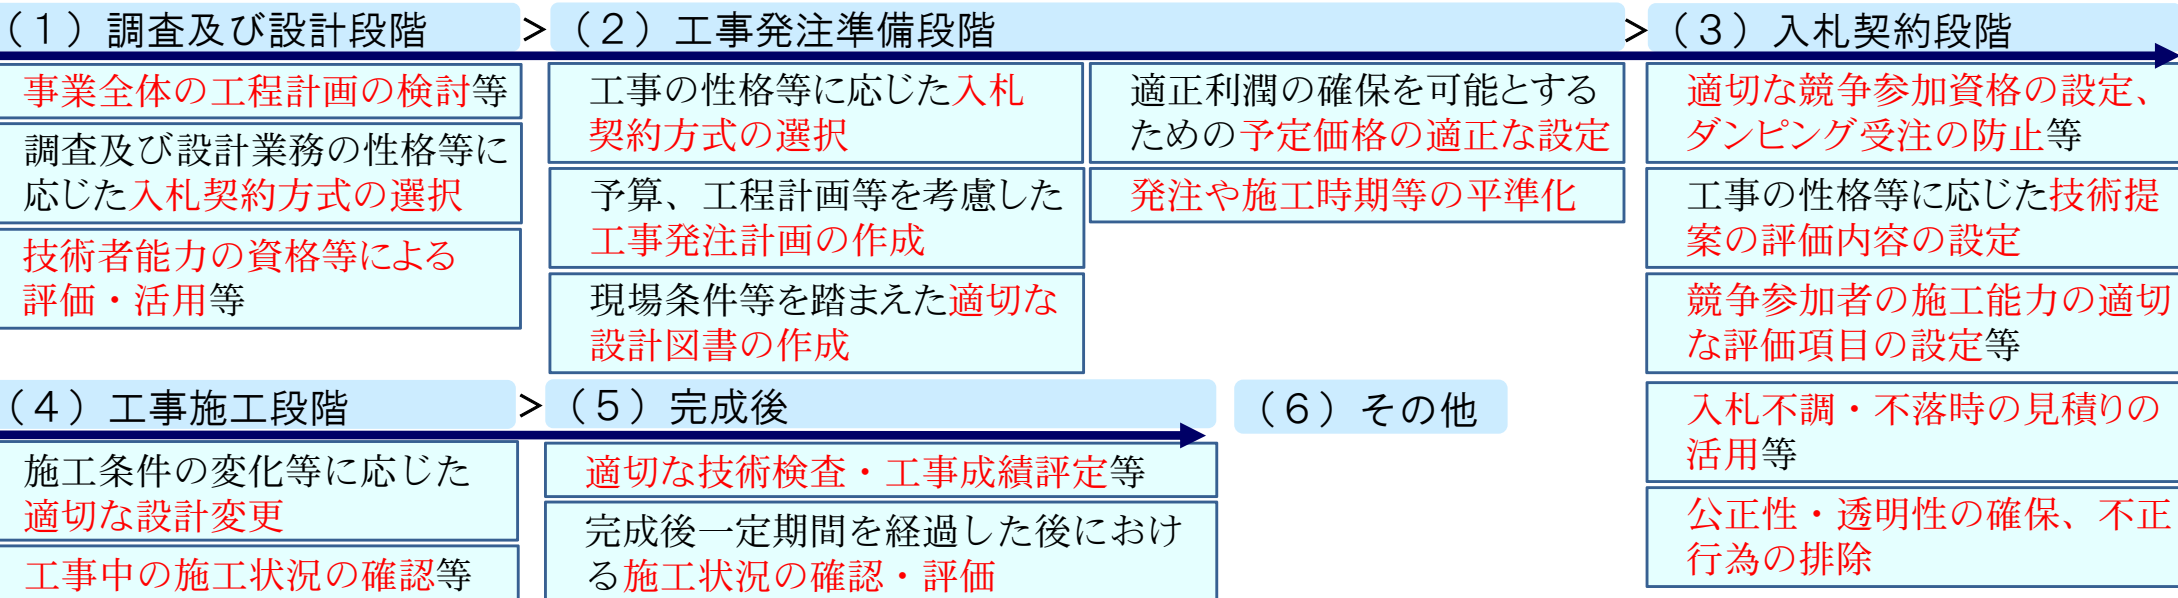 （１）調査及び設計段階
>
（２）工事発注準備段階
>
（３）入札契約段階
事業全体の工程計画の検討等
調査及び設計業務の性格等に
応じた入札契約方式の選択
技術者能力の資格等による
評価・活用等
工事の性格等に応じた入札
契約方式の選択
予算、工程計画等を考慮した
工事発注計画の作成
現場条件等を踏まえた適切な
設計図書の作成
適正利潤の確保を可能とする
ための予定価格の適正な設定
発注や施工時期等の平準化
適切な競争参加資格の設定、
ダンピング受注の防止等
工事の性格等に応じた技術提
案の評価内容の設定
競争参加者の施工能力の適切
な評価項目の設定等
入札不調・不落時の見積りの
活用等
公正性・透明性の確保、不正
行為の排除
（４）工事施工段階
>
（５）完成後
（６）その他
施工条件の変化等に応じた
適切な設計変更
工事中の施工状況の確認等
適切な技術検査・工事成績評定等
完成後一定期間を経過した後におけ
る施工状況の確認・評価